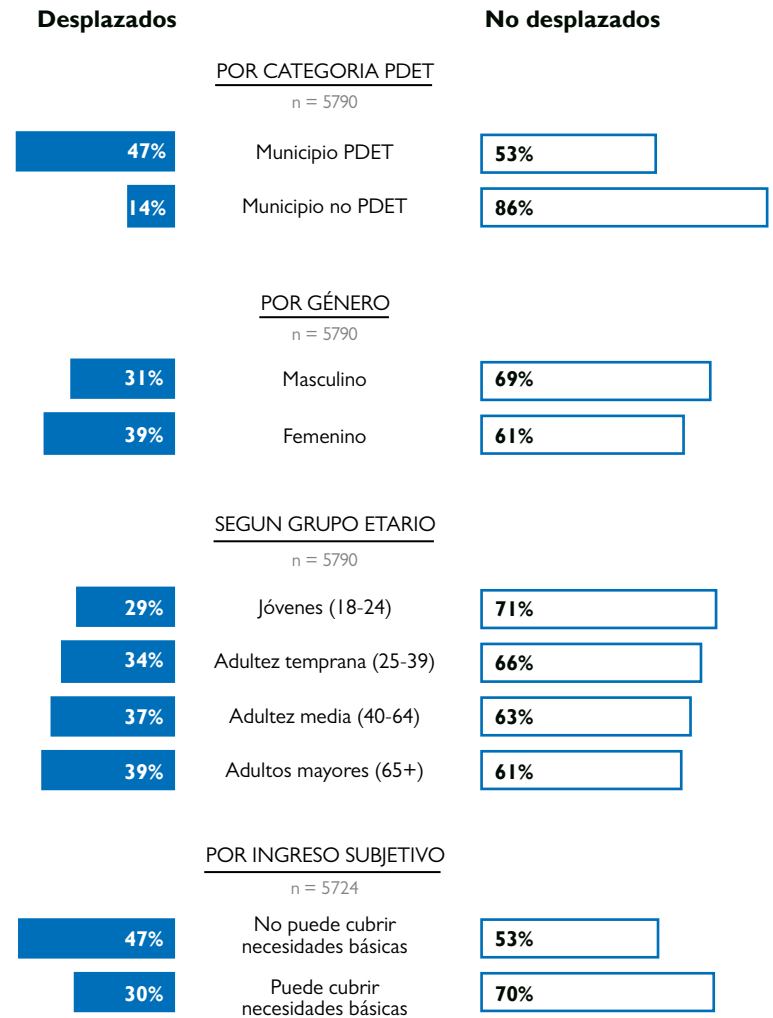 Desplazados No desplazados
POR CATEGORIA PDET
n = 5790
47% Municipio PDET 53%
14% Municipio no PDET 86%
POR GÉNERO
n = 5790
31% Masculino 69%
39% Femenino 61%
SEGUN GRUPO ETARIO
n = 5790
29% Jóvenes (18-24) 71%
34% Adultez temprana (25-39) 66%
37% Adultez media (40-64) 63%
39% Adultos mayores (65+) 61%
POR INGRESO SUBJETIVO
n = 5724
47% No puede cubrir 53%
necesidades básicas
30% Puede cubrir 70%
necesidades básicas